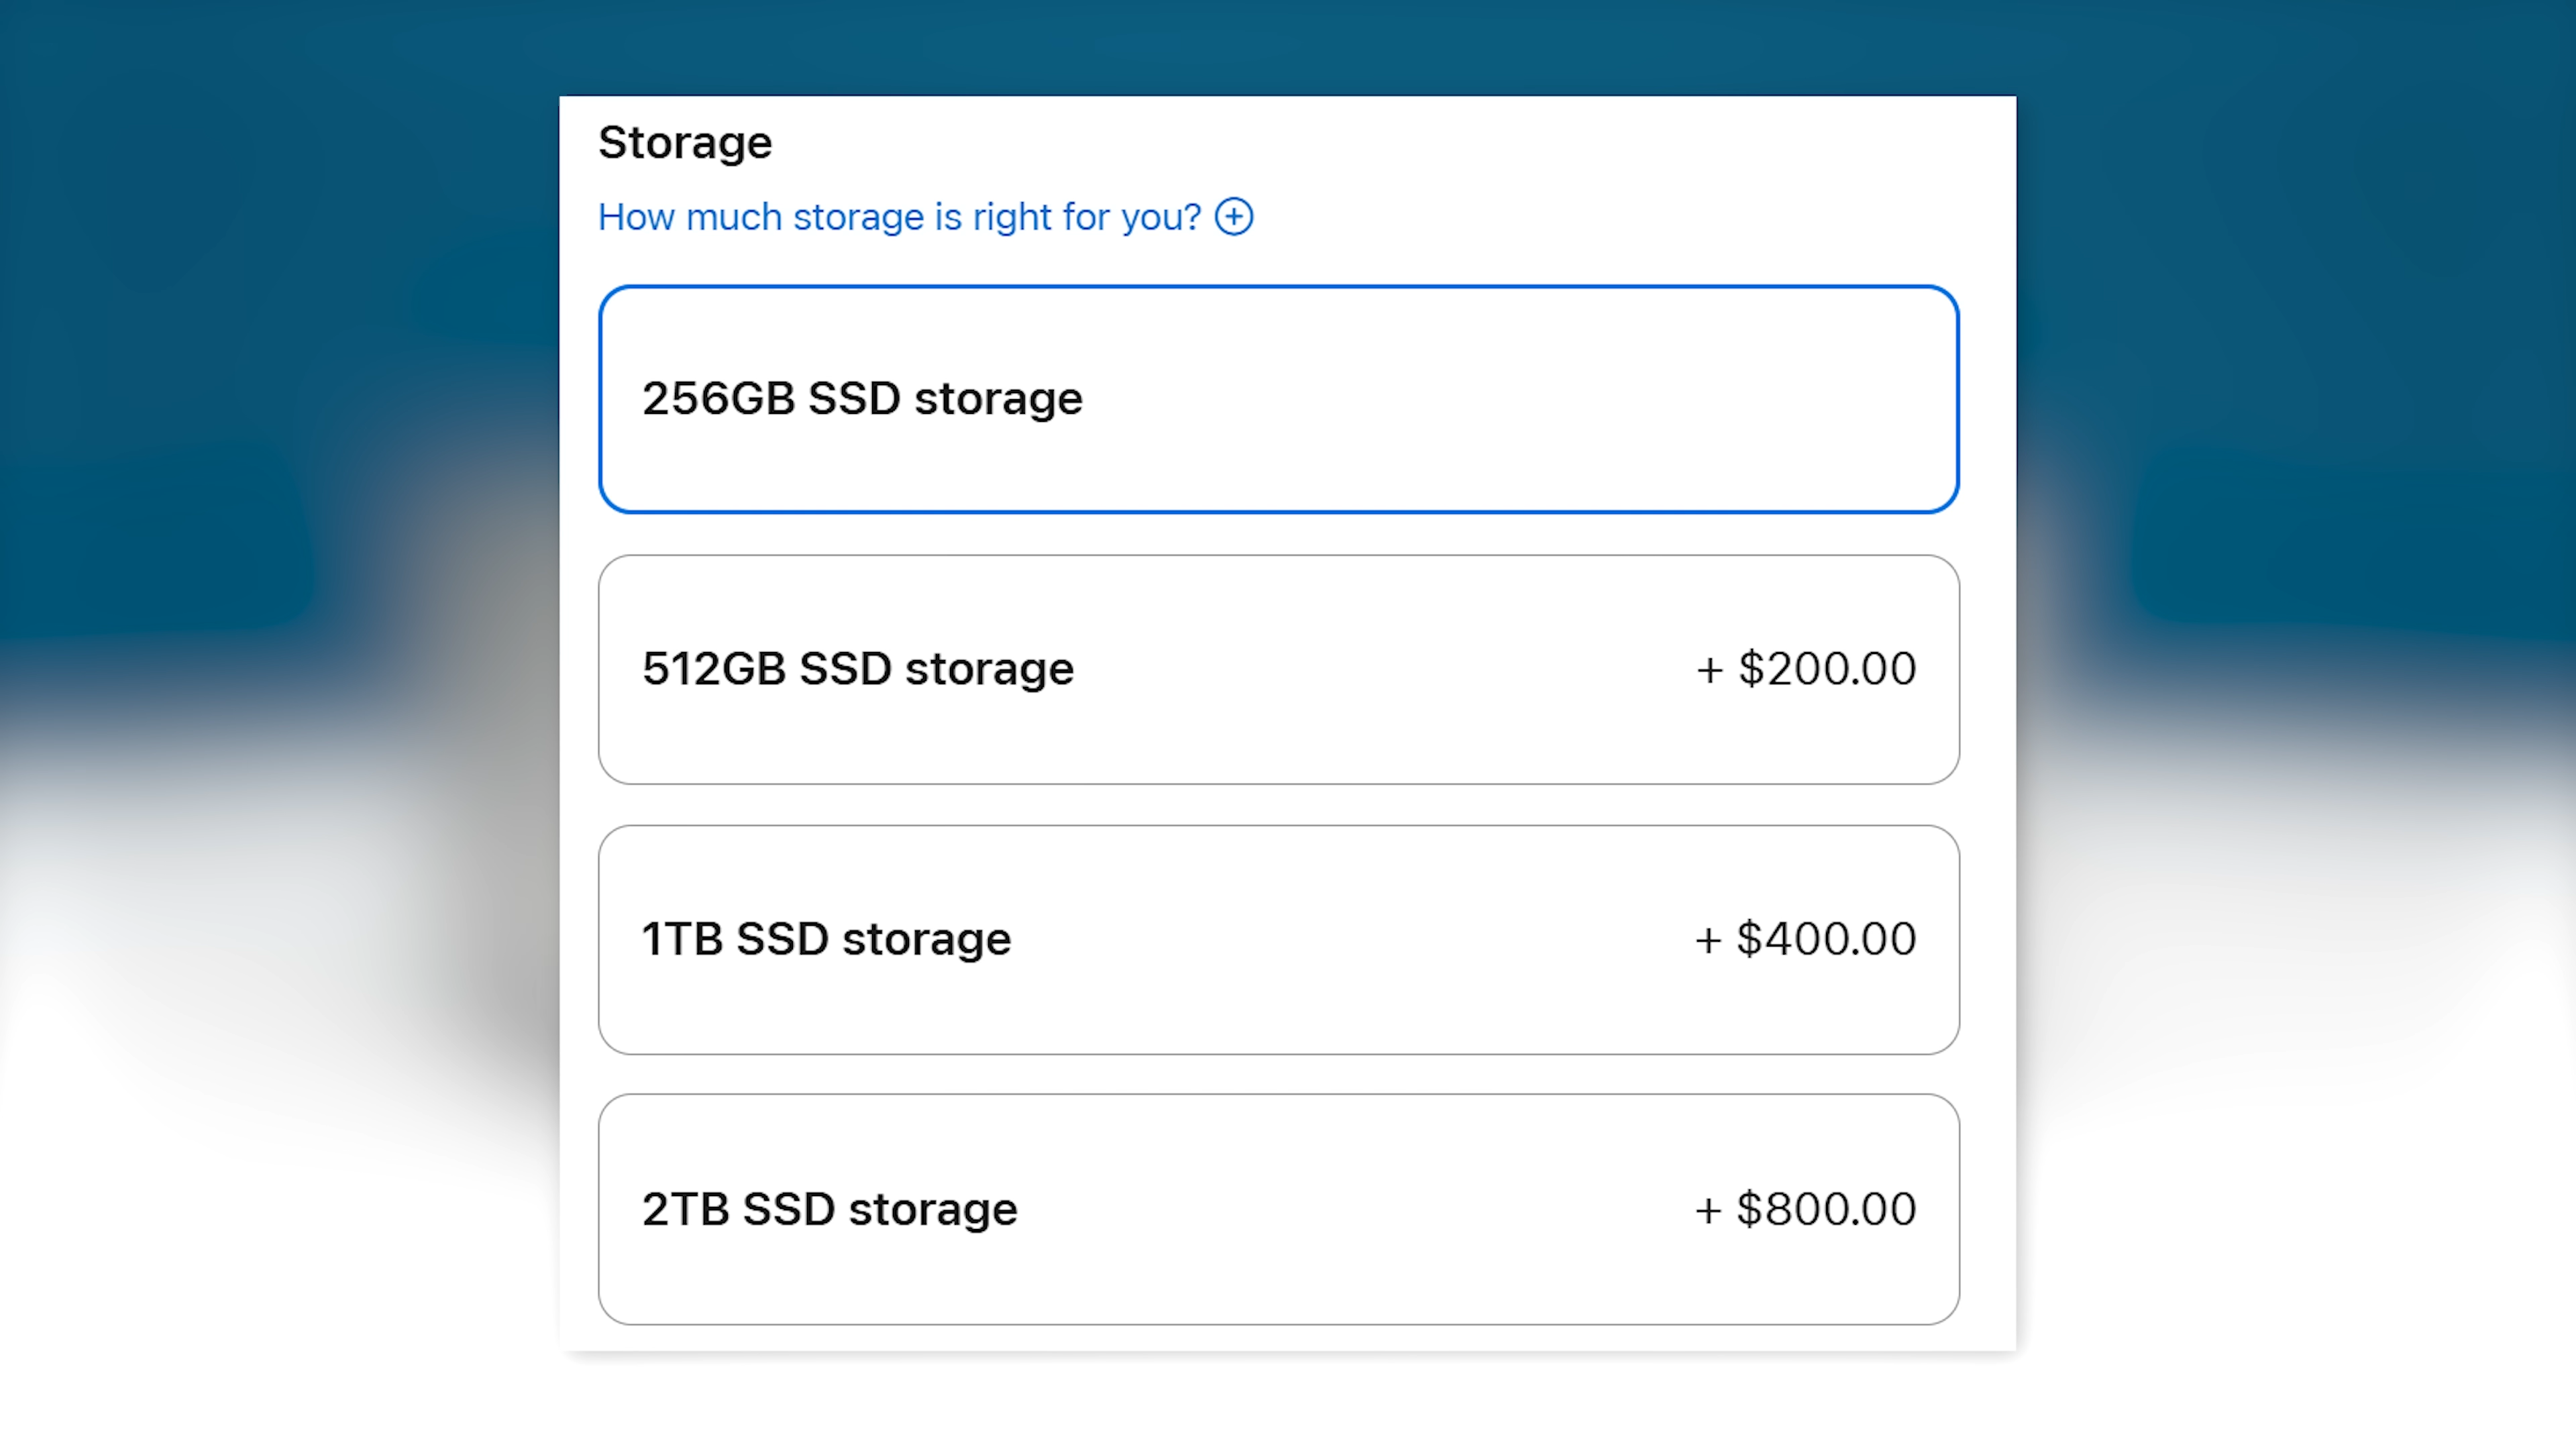 Storage
How much storage is right for you?
256GB SSD storage
512GB SSD storage + $200.00
1TB SSD storage + $400.00
2TB SSD storage + $800.00